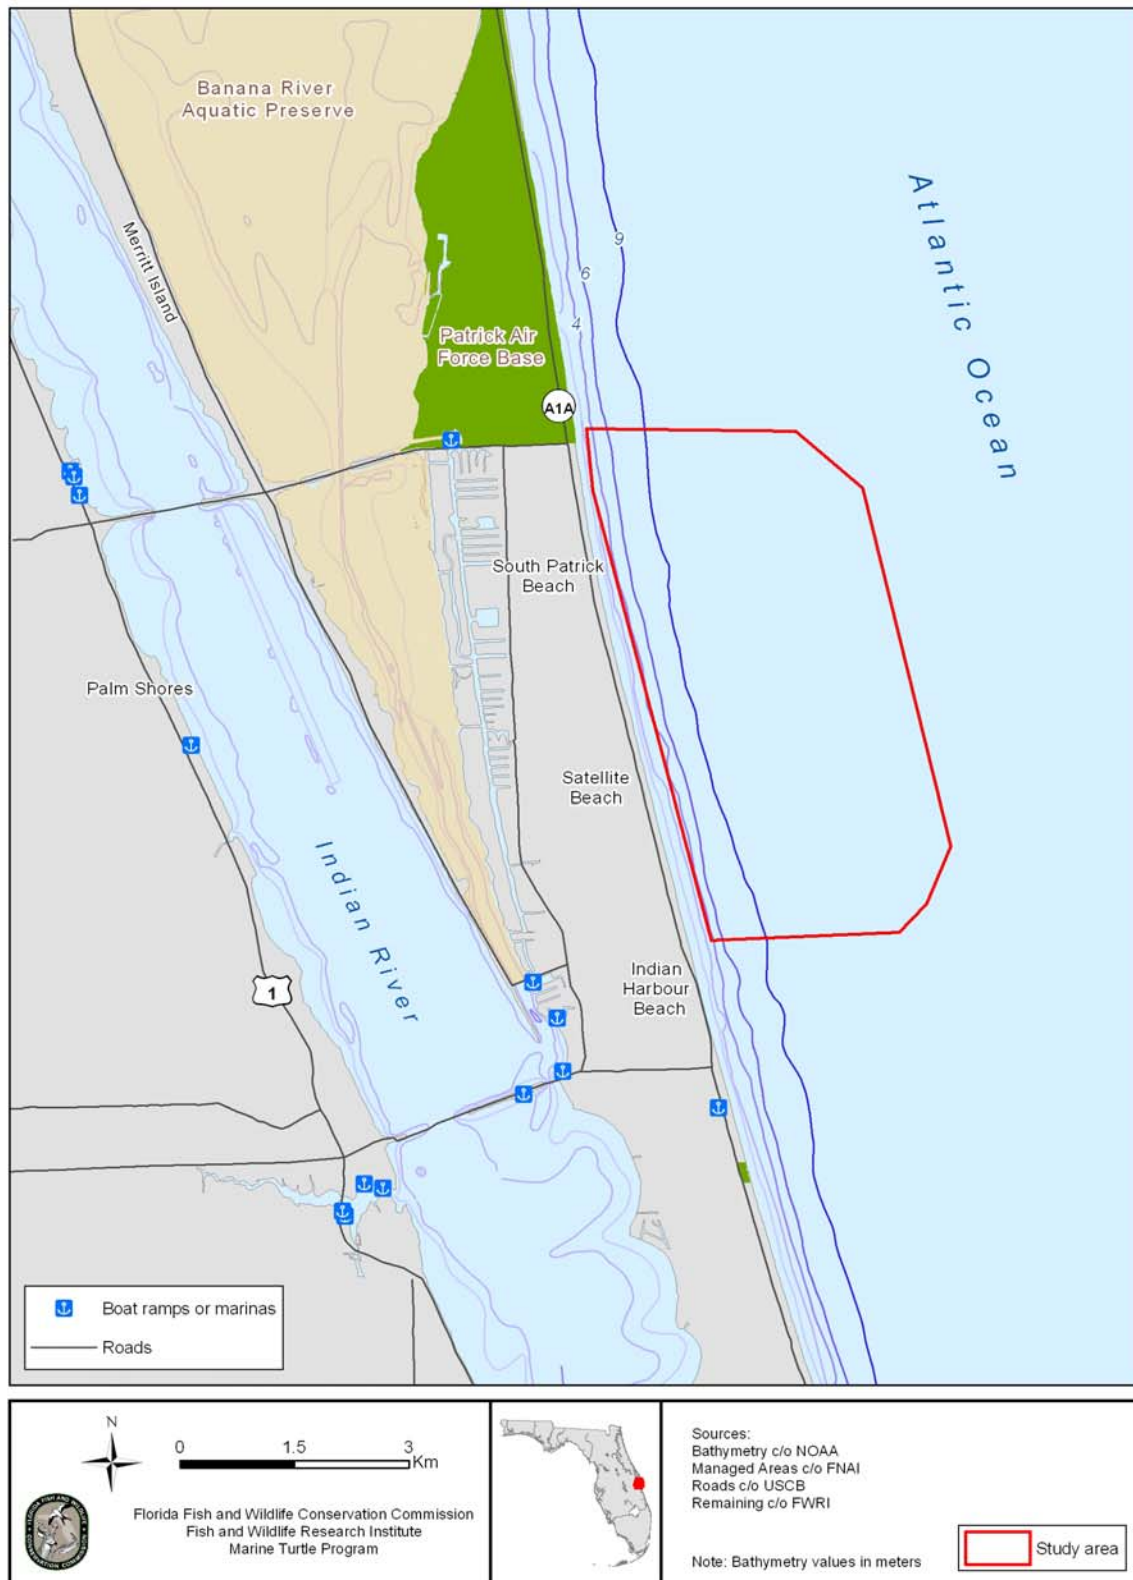 Banana River
Aquatic Preserve
Merritt Island
Atlantic Ocean
9
6
4
Patrick Air
Force Base
A1A
South Patrick
Beach
Palm Shores
Satellite
Beach
Indian River
Indian
Harbour
Beach
1
Boat ramps or marinas
Roads
N
0 1.5 3
Km
Florida Fish and Wildlife Conservation Commission
Fish and Wildlife Research Institute
Marine Turtle Program
Sources:
Bathymetry c/o NOAA
Managed Areas c/o FNAI
Roads c/o USCB
Remaining c/o FWRI
Note: Bathymetry values in meters
Study area